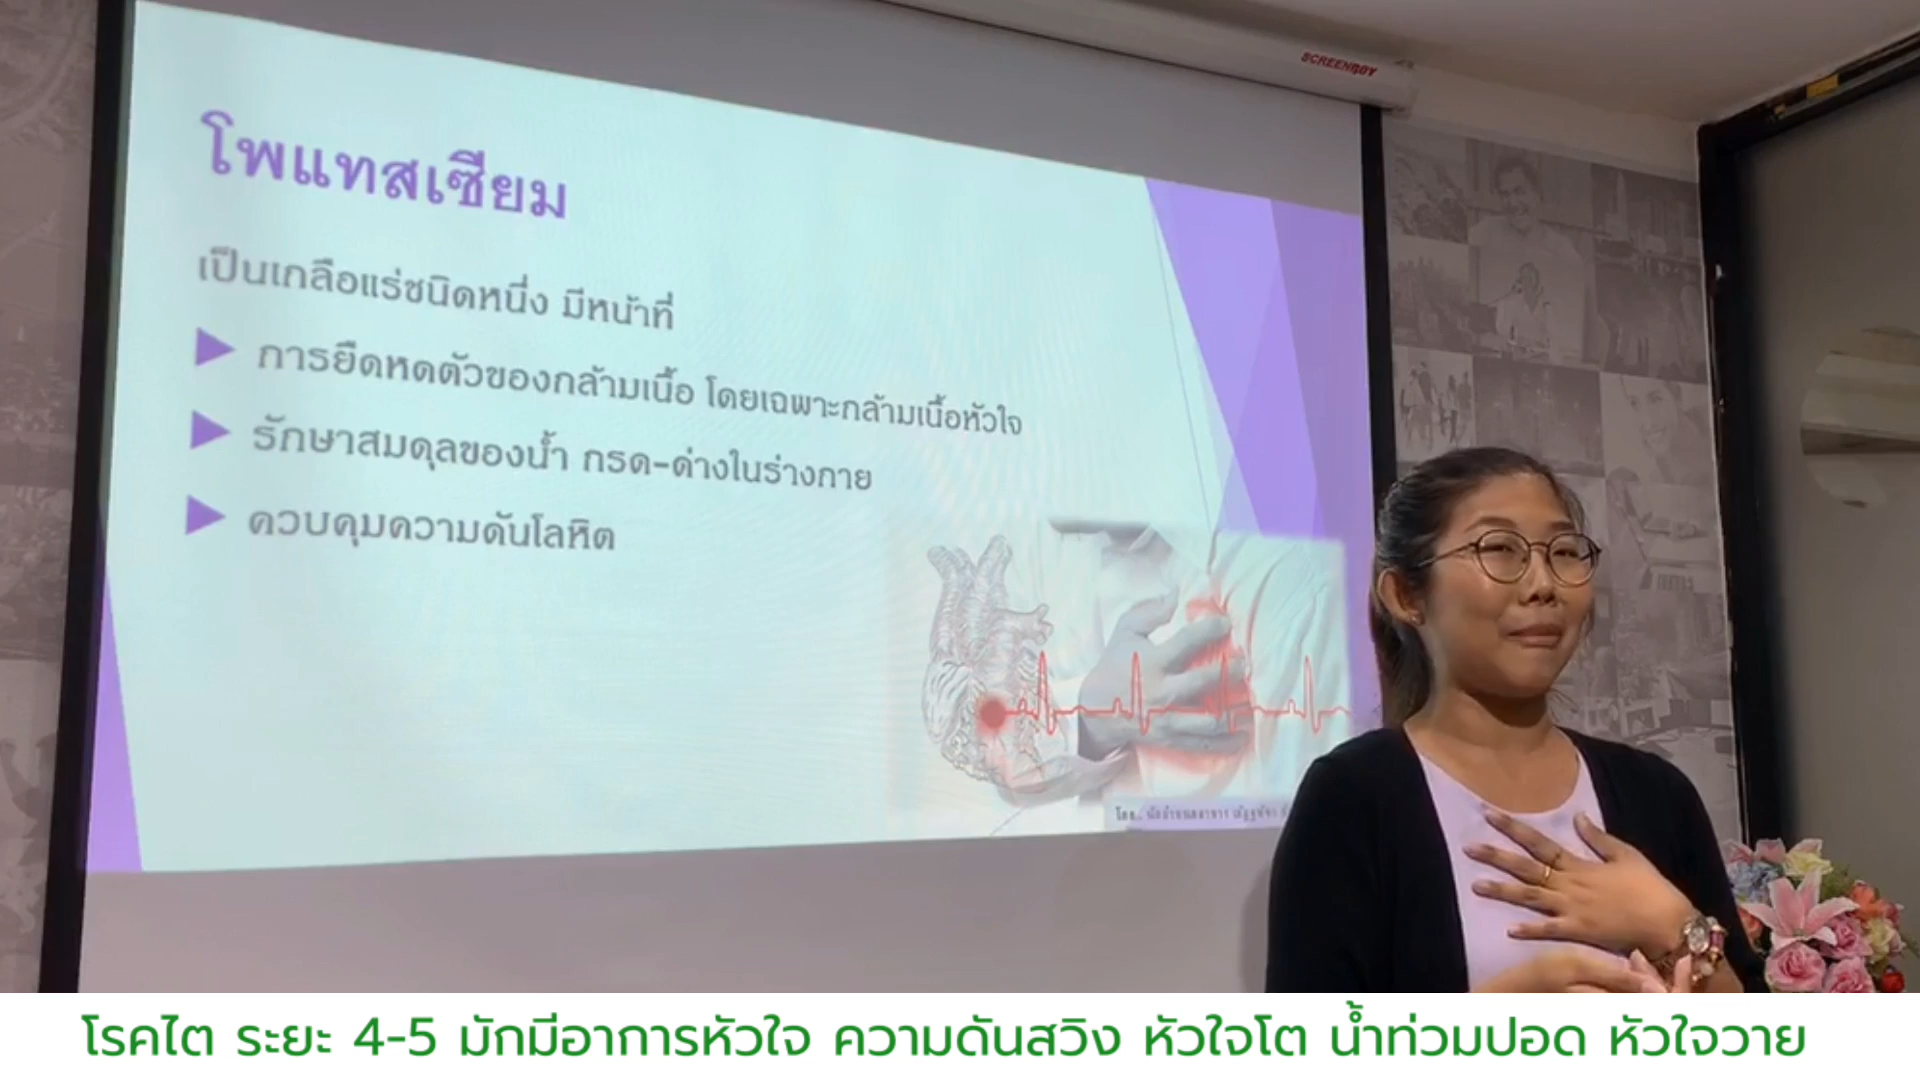 SCREENBOY
โพแทสเซียม
เป็นเกลือแร่ชนิดหนึ่ง มีหน้าที่
การยืดหดตัวของกล้ามเนื้อ โดยเฉพาะกล้ามเนื้อหัวใจ
รักษาสมดุลของน้ำ กรด-ด่างในร่างกาย
ควบคุมความดันโลหิต
โดย..
โรคไต ระยะ 4-5 มักมีอาการหัวใจ ความดันสวิง หัวใจโต น้ำท่วมปอด หัวใจวาย